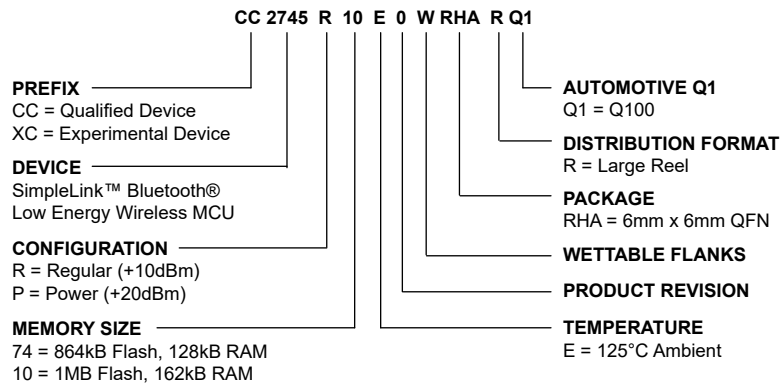 CC 2745 R 10 E 0 W RHA R Q1
PREFIX
CC = Qualified Device
XC = Experimental Device
DEVICE
SimpleLink™ Bluetooth®
Low Energy Wireless MCU
CONFIGURATION
R = Regular (+10dBm)
P = Power (+20dBm)
MEMORY SIZE
74 = 864kB Flash, 128kB RAM
10 = 1MB Flash, 162kB RAM
AUTOMOTIVE Q1
Q1 = Q100
DISTRIBUTION FORMAT
R = Large Reel
PACKAGE
RHA = 6mm x 6mm QFN
WETTABLE FLANKS
PRODUCT REVISION
TEMPERATURE
E = 125°C Ambient